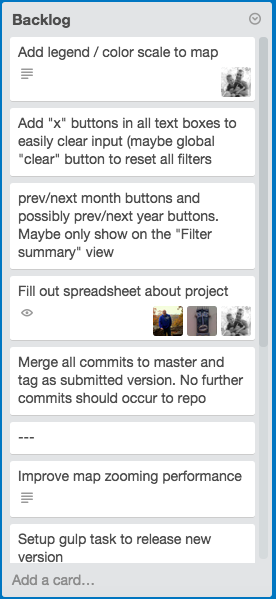 Backlog
Add legend / color scale to map
Add "x" buttons in all text boxes to
easily clear input (maybe global
"clear" button to reset all filters
prev/next month buttons and
possibly prev/next year buttons.
Maybe only show on the "Filter
summary" view
Fill out spreadsheet about project
Merge all commits to master and
tag as submitted version. No further
commits should occur to repo
---
Improve map zooming performance
Setup gulp task to release new
version
Add a card…